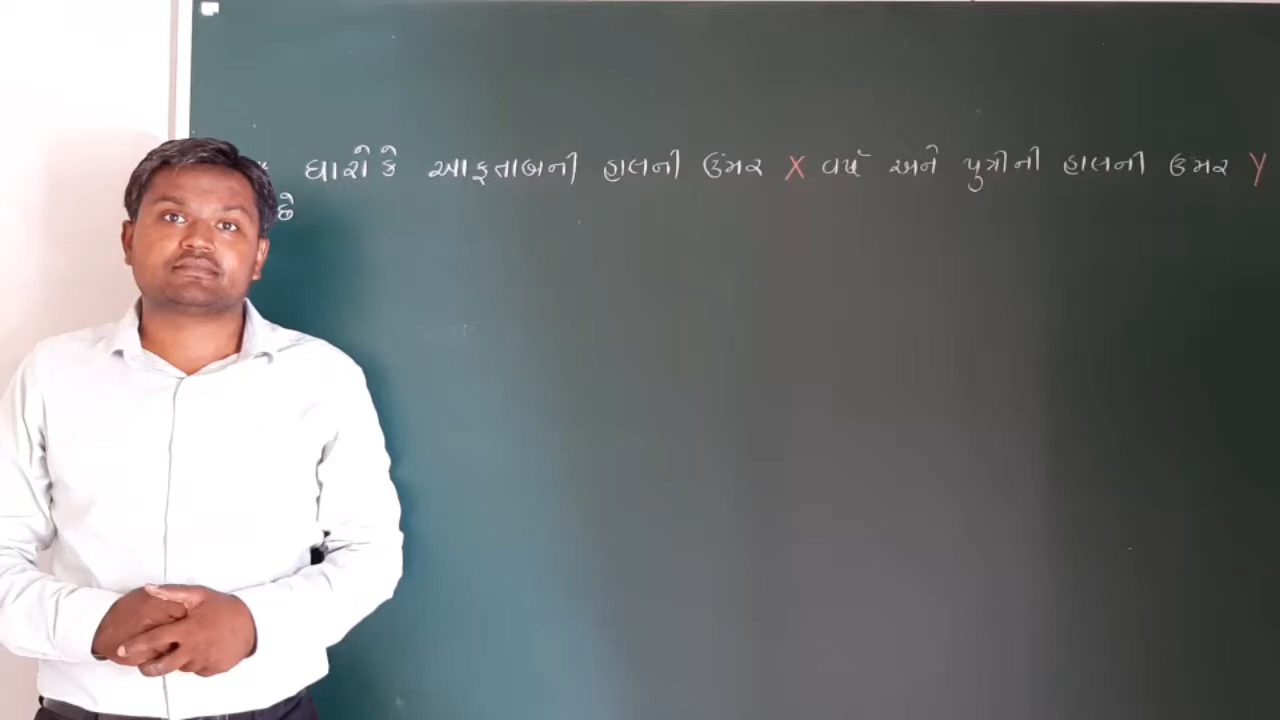 ધારોકે આફતાબની હાલની ઉંમર X વર્ષ અને પુત્રીની હાલની ઉંમર Y
છે